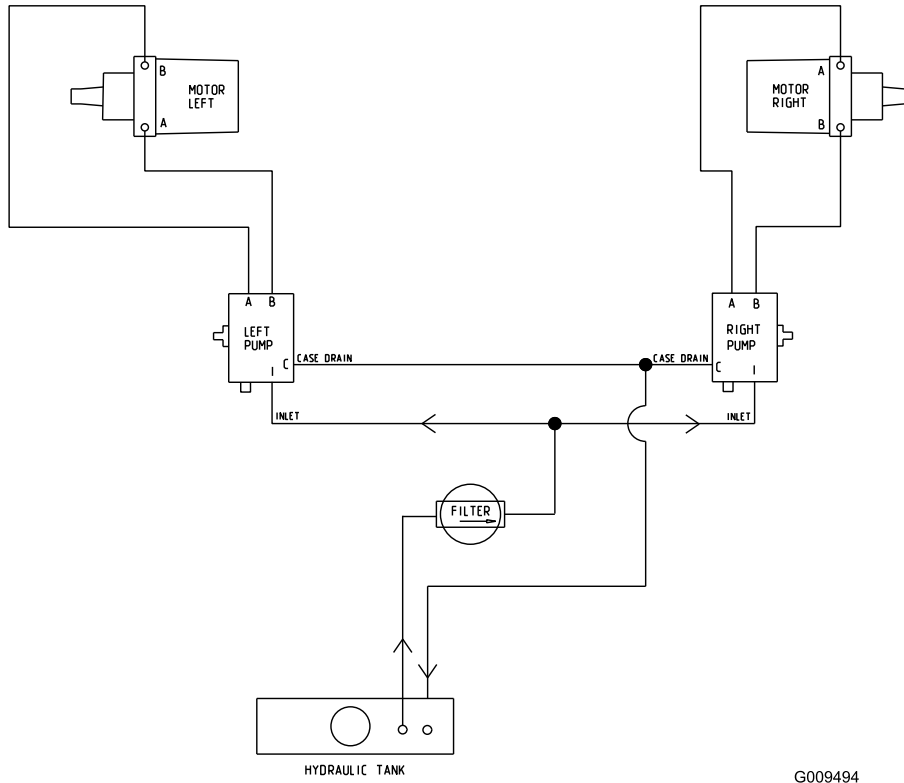 B
MOTOR
LEFT
A
A
MOTOR
RIGHT
B
A B
LEFT
PUMP
C
I
CASE DRAIN
INLET
A B
RIGHT
PUMP
C
I
CASE DRAIN
INLET
FILTER
HYDRAULIC TANK
G009494